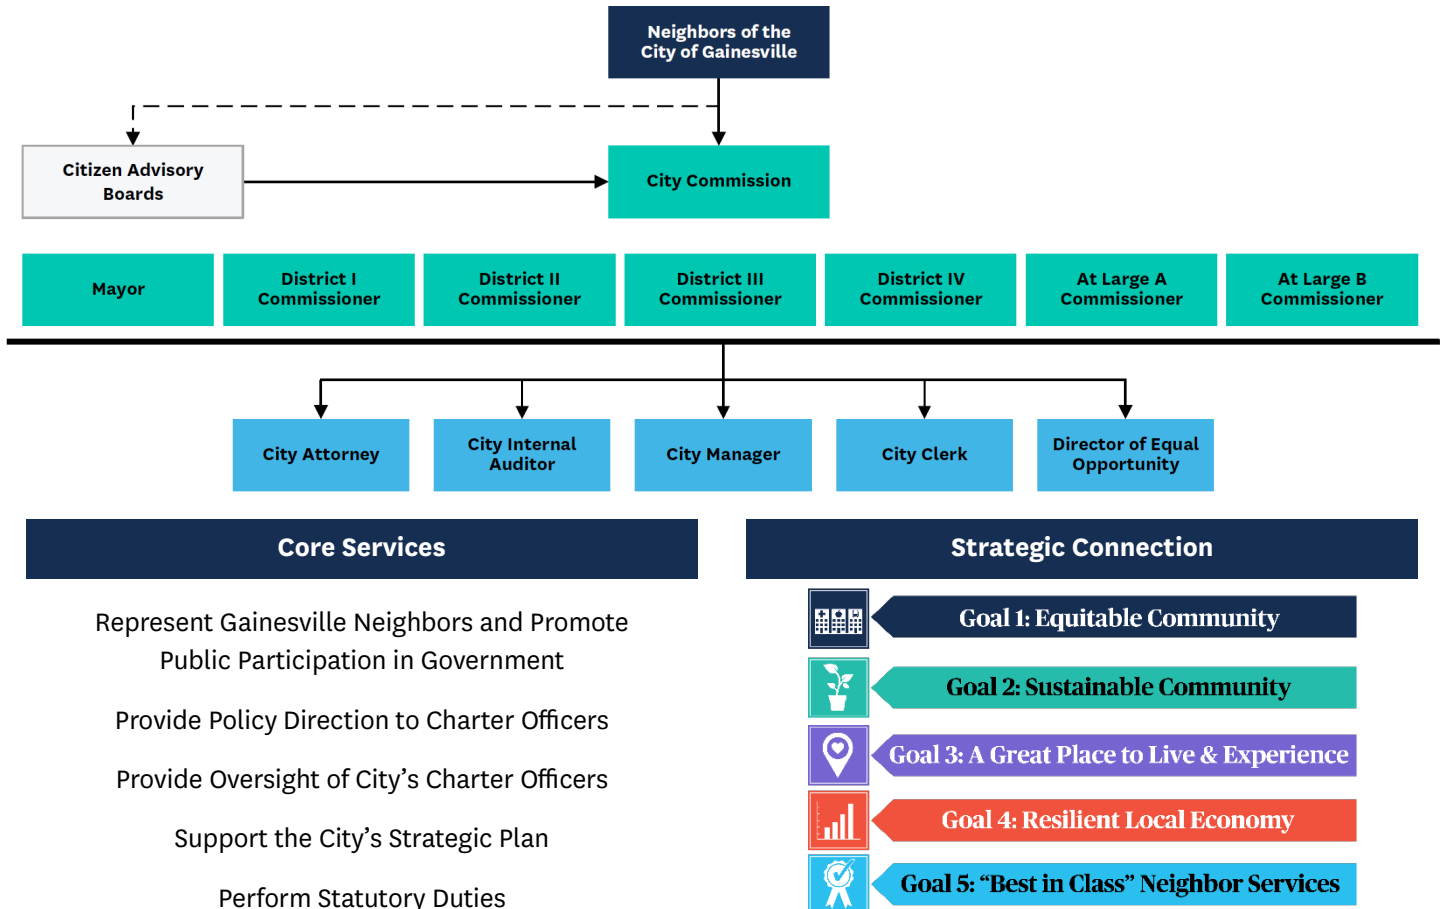 Neighbors of the
City of Gainesville
Citizen Advisory
Boards
City Commission
Mayor
District I
Commissioner
District II
Commissioner
District III
Commissioner
District IV
Commissioner
At Large A
Commissioner
At Large B
Commissioner
City Attorney
City Internal
Auditor
City Manager
City Clerk
Director of Equal
Opportunity
Core Services
Represent Gainesville Neighbors and Promote
Public Participation in Government
Provide Policy Direction to Charter Officers
Provide Oversight of City’s Charter Officers
Support the City’s Strategic Plan
Perform Statutory Duties
Strategic Connection
Goal 1: Equitable Community
Goal 2: Sustainable Community
Goal 3: A Great Place to Live & Experience
Goal 4: Resilient Local Economy
Goal 5: “Best in Class” Neighbor Services